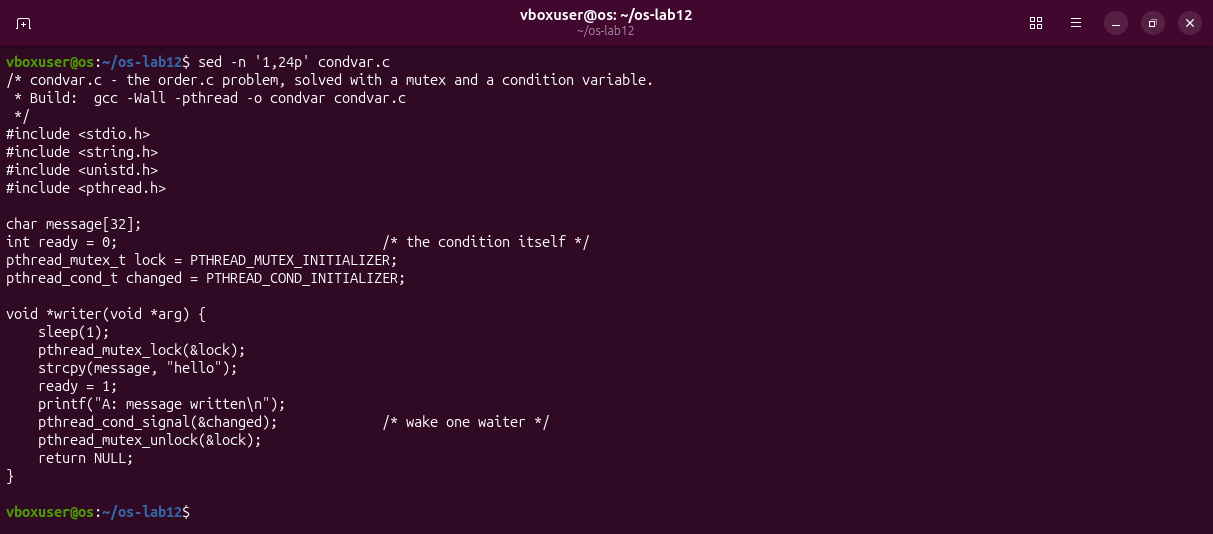 vboxuser@os: ~/os-lab12
~/os-lab12
vboxuser@os:~/os-lab12$ sed -n '1,24p' condvar.c
/* condvar.c - the order.c problem, solved with a mutex and a condition variable.
 * Build:  gcc -Wall -pthread -o condvar condvar.c
 */
#include <stdio.h>
#include <string.h>
#include <unistd.h>
#include <pthread.h>

char message[32];
int ready = 0;                                 /* the condition itself */
pthread_mutex_t lock = PTHREAD_MUTEX_INITIALIZER;
pthread_cond_t changed = PTHREAD_COND_INITIALIZER;

void *writer(void *arg) {
    sleep(1);
    pthread_mutex_lock(&lock);
    strcpy(message, "hello");
    ready = 1;
    printf("A: message written\n");
    pthread_cond_signal(&changed);             /* wake one waiter */
    pthread_mutex_unlock(&lock);
    return NULL;
}

vboxuser@os:~/os-lab12$